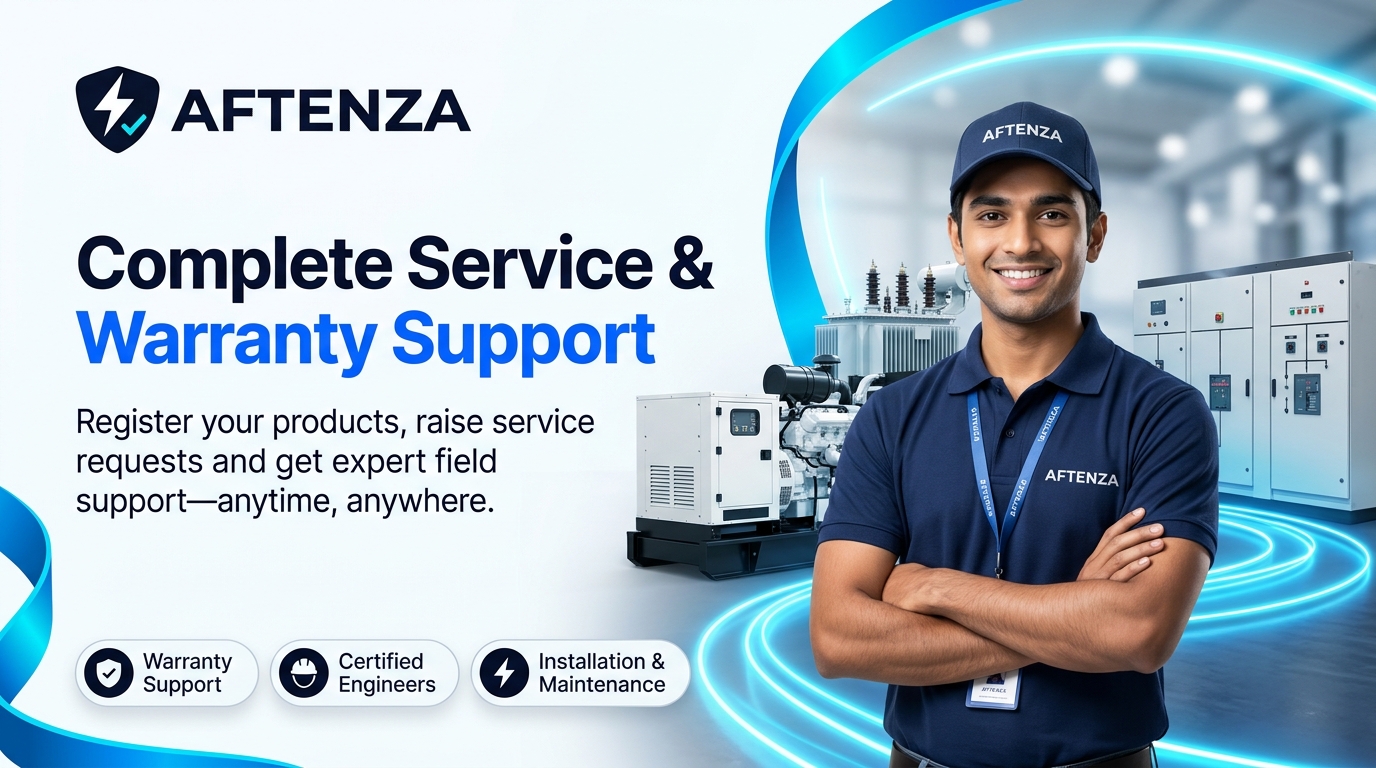 AFTENZA
Complete Service &
Warranty Support
Register your products, raise service
requests and get expert field
support—anytime, anywhere.
Warranty
Support
Certified
Engineers
Installation &
Maintenance
AFTENZA
AFTENZA